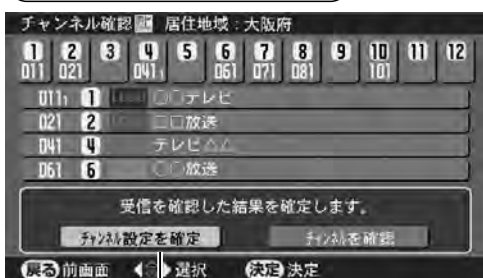 チャンネル確認 居住地域:大阪府
1 2 3 4 5 6 7 8 9 10 11 12
011 021 041₁ 061 071 081 101
011₁ 1 ○○テレビ
021 2 □□放送
041 4 テレビ△△
061 6 ○○放送
受信を確認した結果を確定します。
チャンネル設定を確定 チャンネルを確認
戻る 前画面 選択 決定 決定